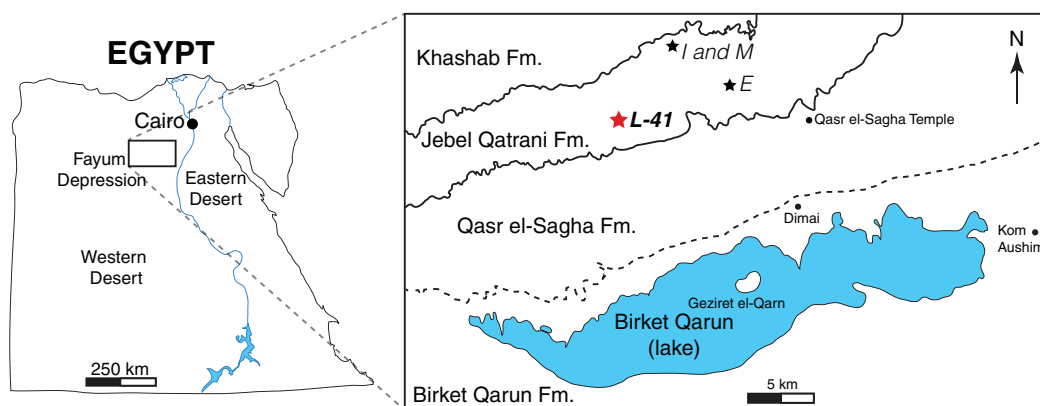 EGYPT
Cairo
Fayum
Depression
Eastern
Desert
Western
Desert
250 km
Khashab Fm.
I and M
E
N
L-41
Jebel Qatrani Fm.
Qasr el-Sagha Temple
Qasr el-Sagha Fm.
Dimai
Kom
Aushim
Geziret el-Qarn
Birket Qarun
(lake)
Birket Qarun Fm.
5 km